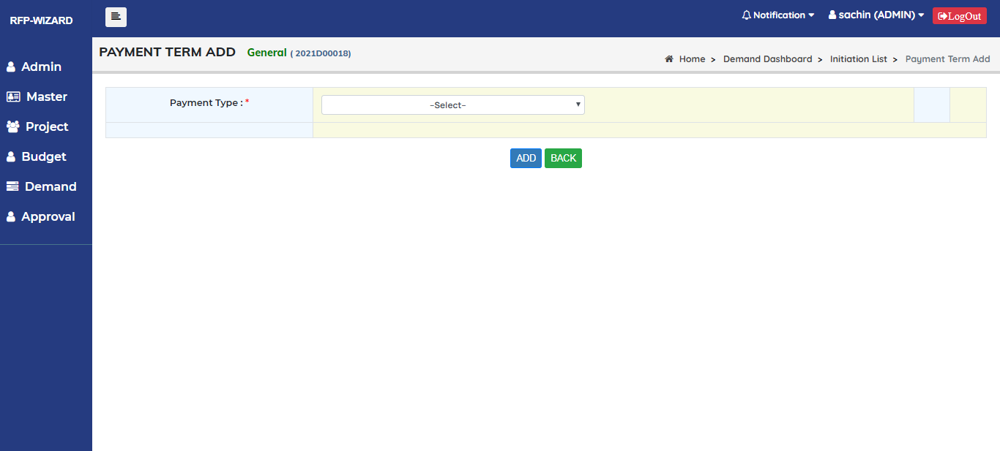 RFP-WIZARD
Notification
sachin (ADMIN)
LogOut
PAYMENT TERM ADD General ( 2021D00018)
Home > Demand Dashboard > Initiation List > Payment Term Add
Admin
Master
Project
Budget
Demand
Approval
Payment Type : *
-Select-
ADD
BACK